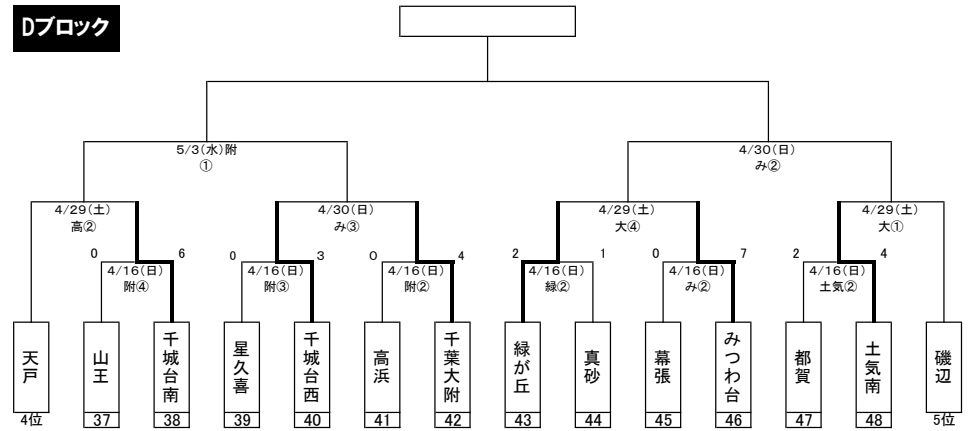 Dブロック
5/3(水)附
①
4/30(日)
み②
4/29(土)
高②
4/30(日)
み③
4/29(土)
大④
4/29(土)
大①
0 6 0 3 0 4 2 1 0 7 2 4
4/16(日)
附④
4/16(日)
附③
4/16(日)
附②
4/16(日)
緑②
4/16(日)
み②
4/16(日)
土気②
天戸
山王
千城台南
星久喜
千城台西
高浜
千葉大附
緑が丘
真砂
幕張
みつわ台
都賀
土気南
磯辺
4位 37 38 39 40 41 42 43 44 45 46 47 48 5位